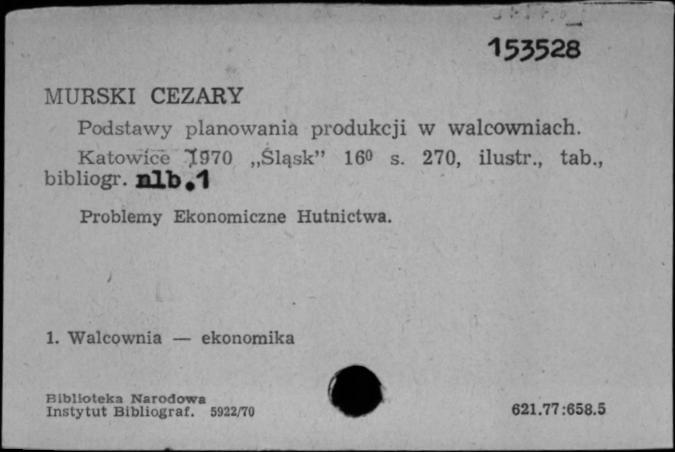 153528
MURSKI CEZARY
Podstawy planowania produkcji w walcowniach.
Katowice 1970 „Śląsk” 16⁰ s. 270, ilustr., tab.,
bibliogr. nlb.1
Problemy Ekonomiczne Hutnictwa.
1. Walcownia — ekonomika
Biblioteka Narodowa
Instytut Bibliograf. 5922/70
621.77:658.5